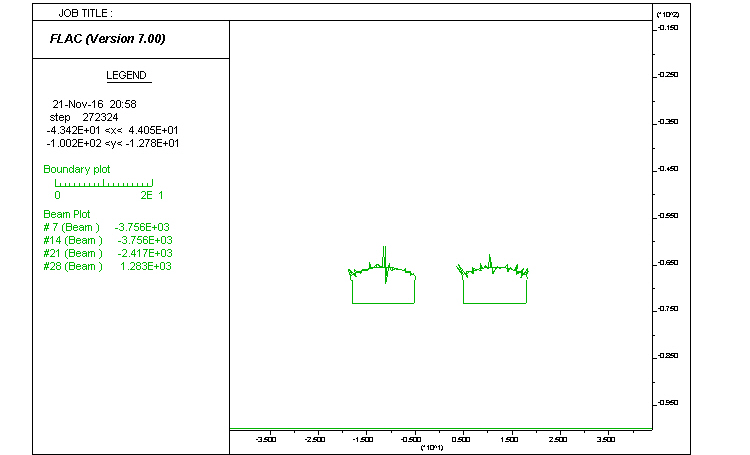 JOB TITLE :
FLAC (Version 7.00)
LEGEND
21-Nov-16 20:58
step 272324
-4.342E+01 <x< 4.405E+01
-1.002E+02 <y< -1.278E+01
Boundary plot
0 2E 1
Beam Plot
# 7 (Beam ) -3.756E+03
#14 (Beam ) -3.756E+03
#21 (Beam ) -2.417E+03
#28 (Beam ) 1.283E+03
(*10^2)
-0.150
-0.250
-0.350
-0.450
-0.550
-0.650
-0.750
-0.850
-0.950
-3.500 -2.500 -1.500 -0.500 0.500 1.500 2.500 3.500
(*10^1)